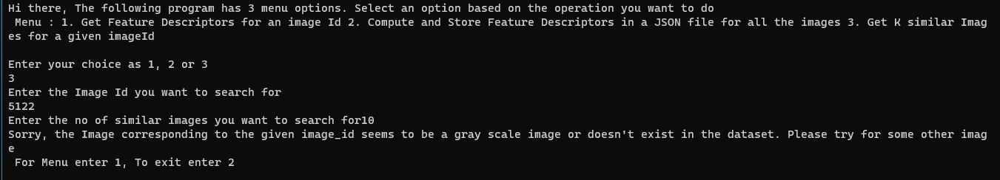 Hi there, The following program has 3 menu options. Select an option based on the operation you want to do
 Menu : 1. Get Feature Descriptors for an image Id 2. Compute and Store Feature Descriptors in a JSON file for all the images 3. Get K similar Imag
es for a given imageId

Enter your choice as 1, 2 or 3
3
Enter the Image Id you want to search for
5122
Enter the no of similar images you want to search for10
Sorry, the Image corresponding to the given image_id seems to be a gray scale image or doesn't exist in the dataset. Please try for some other imag
e
 For Menu enter 1, To exit enter 2